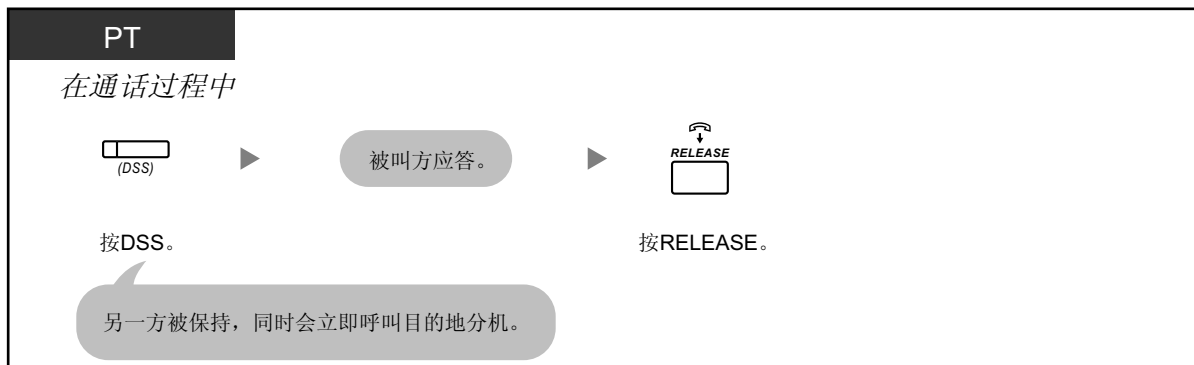 PT
在通话过程中
(DSS)
被叫方应答。
RELEASE
按DSS。
按RELEASE。
另一方被保持，同时会立即呼叫目的地分机。